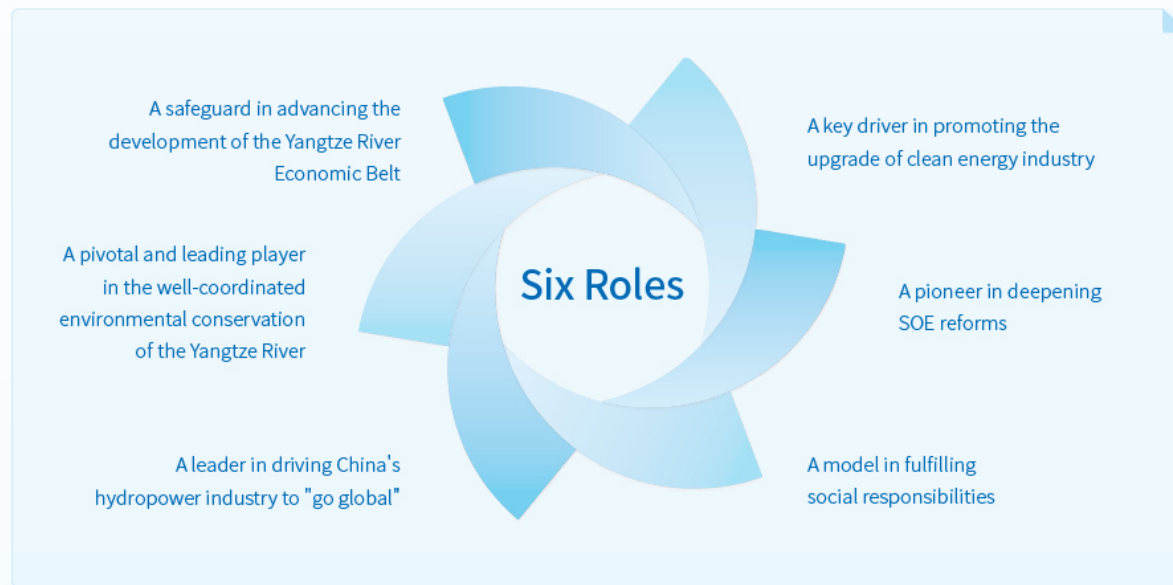 A safeguard in advancing the
development of the Yangtze River
Economic Belt
A pivotal and leading player
in the well-coordinated
environmental conservation
of the Yangtze River
A leader in driving China's
hydropower industry to "go global"
Six Roles
A key driver in promoting the
upgrade of clean energy industry
A pioneer in deepening
SOE reforms
A model in fulfilling
social responsibilities